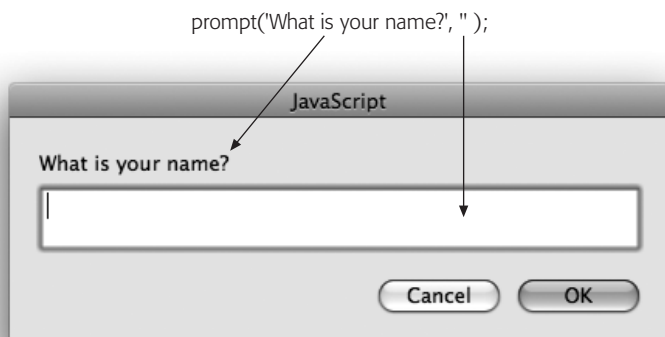 prompt('What is your name?', '' );
JavaScript
What is your name?
Cancel OK